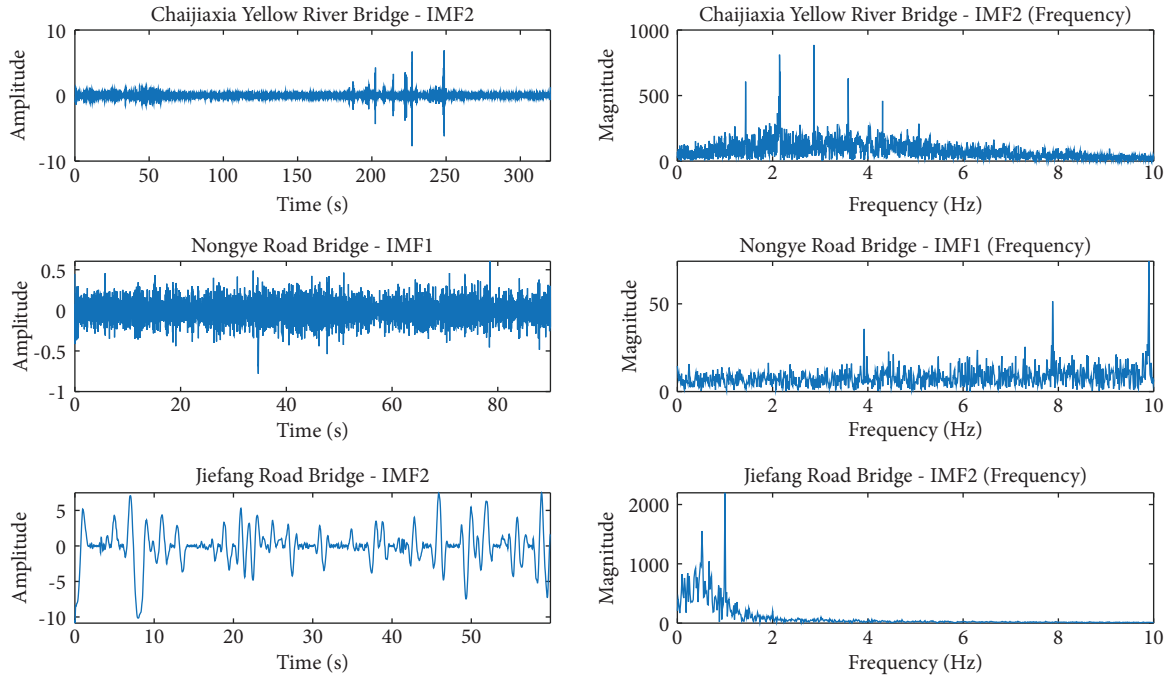 Chaijiaxia Yellow River Bridge - IMF2
10
0
-10
Amplitude
0 50 100 150 200 250 300
Time (s)
Chaijiaxia Yellow River Bridge - IMF2 (Frequency)
1000
500
0
Magnitude
0 2 4 6 8 10
Frequency (Hz)
Nongye Road Bridge - IMF1
0.5
0
-0.5
-1
Amplitude
0 20 40 60 80
Time (s)
Nongye Road Bridge - IMF1 (Frequency)
50
0
Magnitude
0 2 4 6 8 10
Frequency (Hz)
Jiefang Road Bridge - IMF2
5
0
-5
-10
Amplitude
0 10 20 30 40 50
Time (s)
Jiefang Road Bridge - IMF2 (Frequency)
2000
1000
0
Magnitude
0 2 4 6 8 10
Frequency (Hz)